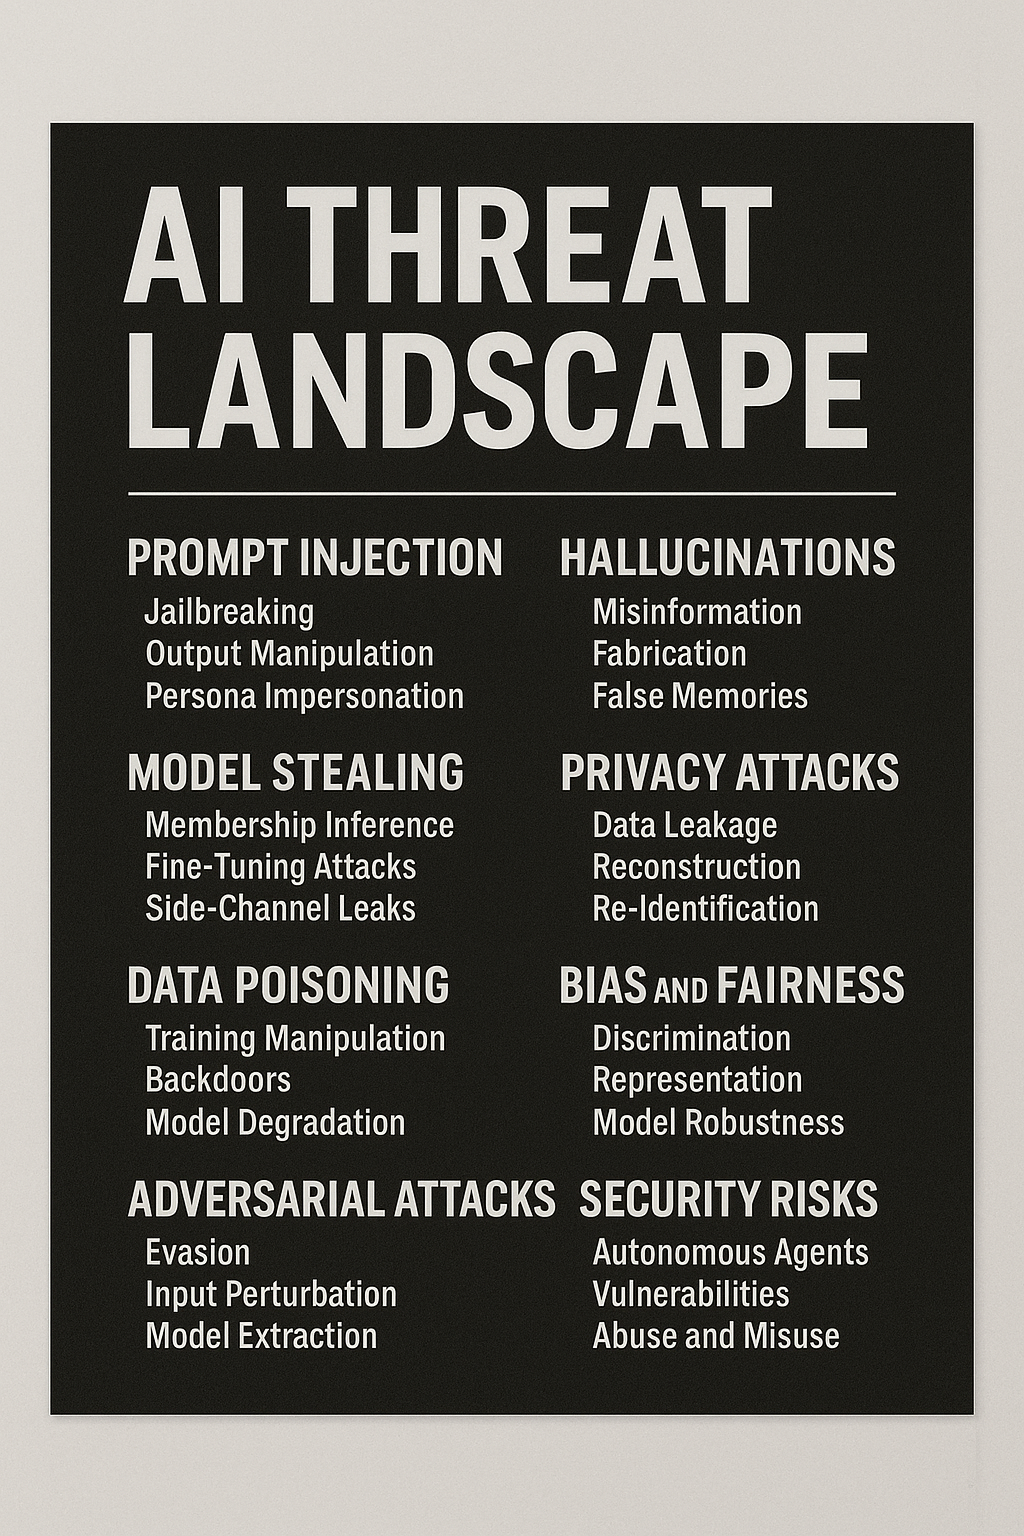 AI THREAT
LANDSCAPE
PROMPT INJECTION
Jailbreaking
Output Manipulation
Persona Impersonation
HALLUCINATIONS
Misinformation
Fabrication
False Memories
MODEL STEALING
Membership Inference
Fine-Tuning Attacks
Side-Channel Leaks
PRIVACY ATTACKS
Data Leakage
Reconstruction
Re-Identification
DATA POISONING
Training Manipulation
Backdoors
Model Degradation
BIAS AND FAIRNESS
Discrimination
Representation
Model Robustness
ADVERSARIAL ATTACKS
Evasion
Input Perturbation
Model Extraction
SECURITY RISKS
Autonomous Agents
Vulnerabilities
Abuse and Misuse